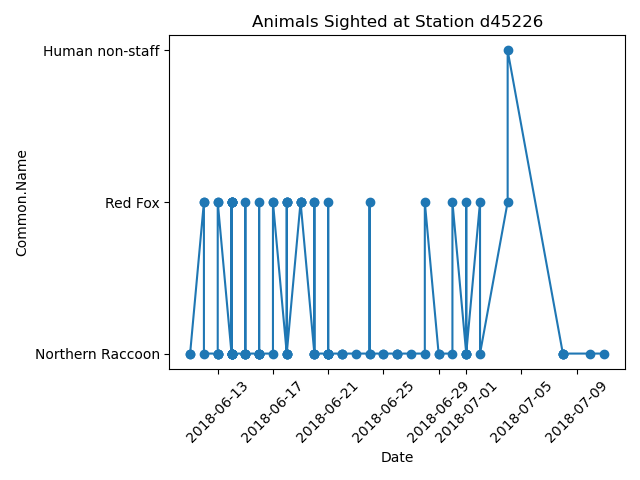 Animals Sighted at Station d45226
Human non-staff
Red Fox
Northern Raccoon
Common.Name
2018-06-13
2018-06-17
2018-06-21
2018-06-25
2018-06-29
2018-07-01
2018-07-05
2018-07-09
Date